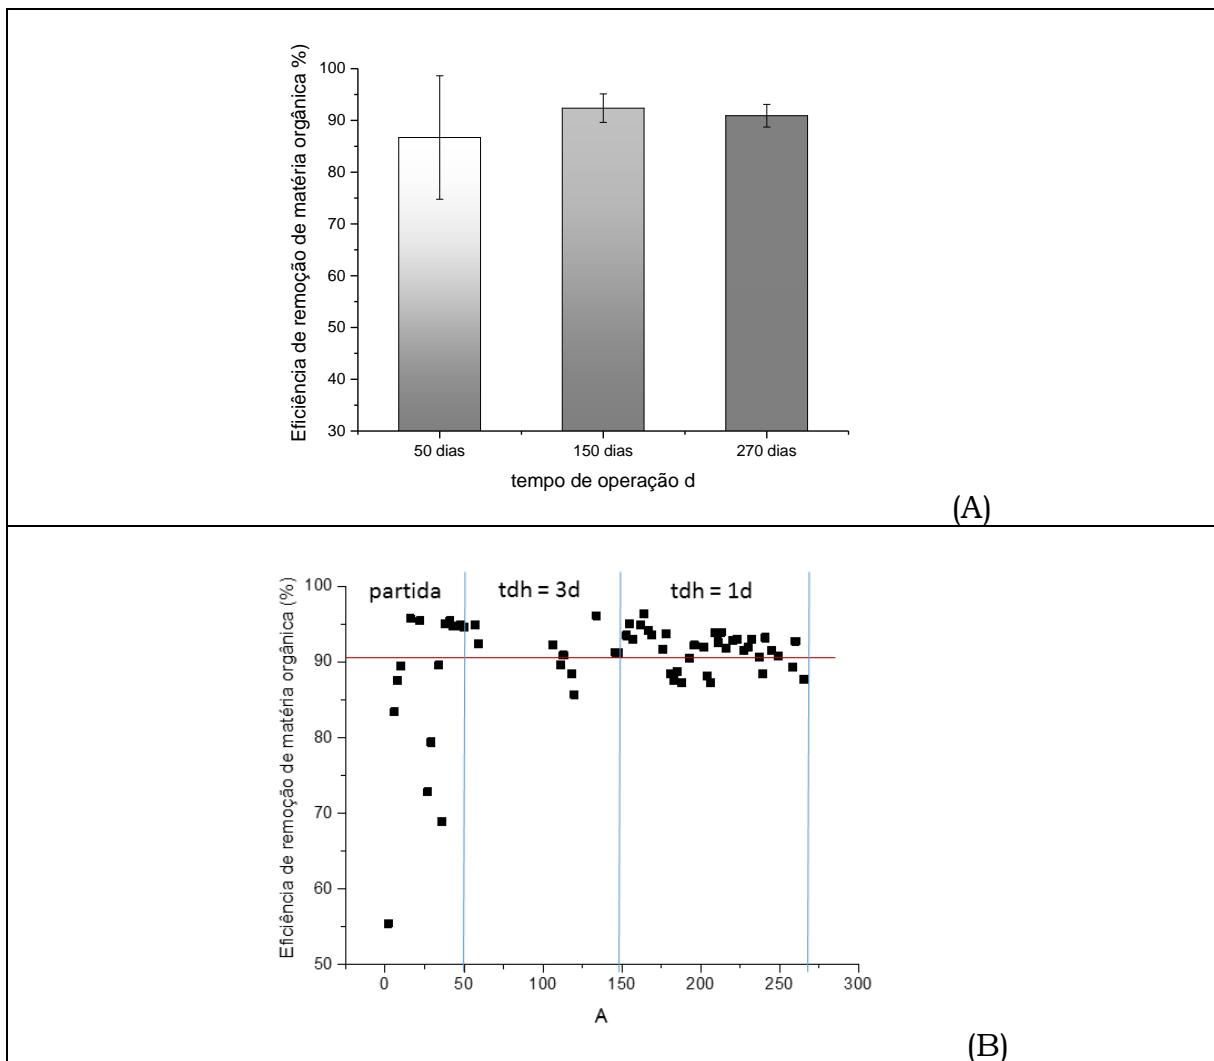 Eficiência de remoção de matéria orgânica %)
100
90
80
70
60
50
40
30
50 dias
150 dias
270 dias
tempo de operação d
(A)
Eficiência de remoção de matéria orgânica (%)
100
90
80
70
60
50
partida
tdh = 3d
tdh = 1d
0
50
100
150
200
250
300
A
(B)